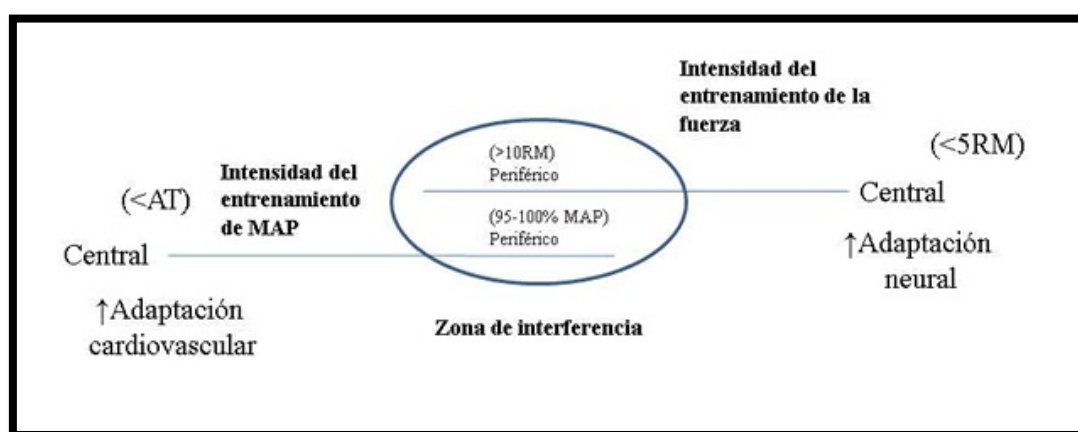 Intensidad del
entrenamiento de la
fuerza
(<5RM)
(>10RM)
Periférico
Intensidad del
entrenamiento
de MAP
(<AT)
Central
(95-100% MAP)
Periférico
Central
↑Adaptación
neural
↑Adaptación
cardiovascular
Zona de interferencia